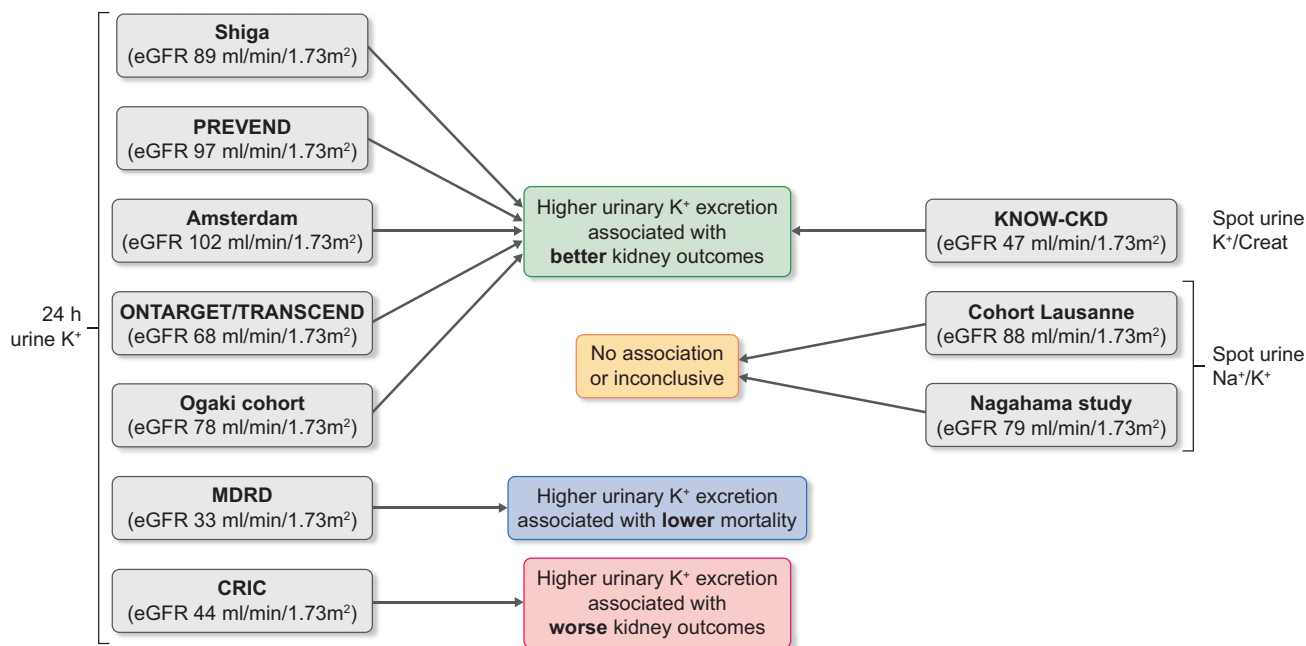 24 h
urine K⁺
Shiga
(eGFR 89 ml/min/1.73m²)
PREVEND
(eGFR 97 ml/min/1.73m²)
Amsterdam
(eGFR 102 ml/min/1.73m²)
ONTARGET/TRANSCEND
(eGFR 68 ml/min/1.73m²)
Ogaki cohort
(eGFR 78 ml/min/1.73m²)
MDRD
(eGFR 33 ml/min/1.73m²)
CRIC
(eGFR 44 ml/min/1.73m²)
Higher urinary K⁺ excretion
associated with
better kidney outcomes
No association
or inconclusive
Higher urinary K⁺ excretion
associated with lower mortality
Higher urinary K⁺ excretion
associated with
worse kidney outcomes
KNOW-CKD
(eGFR 47 ml/min/1.73m²)
Cohort Lausanne
(eGFR 88 ml/min/1.73m²)
Nagahama study
(eGFR 79 ml/min/1.73m²)
Spot urine
K⁺/Creat
Spot urine
Na⁺/K⁺